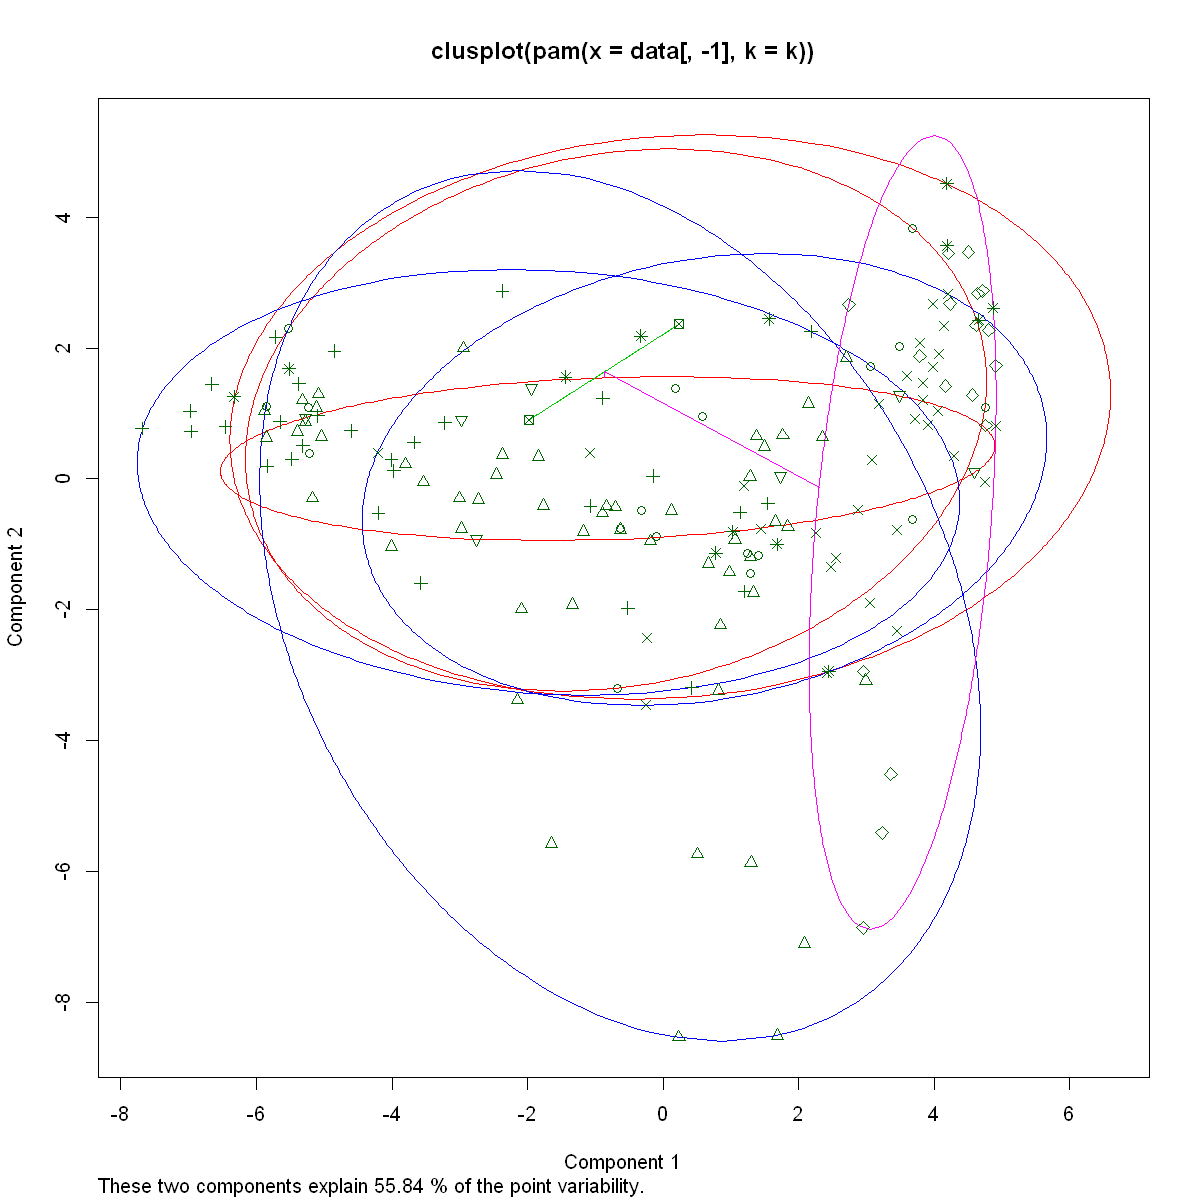 clusplot(pam(x = data[, -1], k = k))
Component 2
4
2
0
-2
-4
-6
-8
-8 -6 -4 -2 0 2 4 6
Component 1
These two components explain 55.84 % of the point variability.